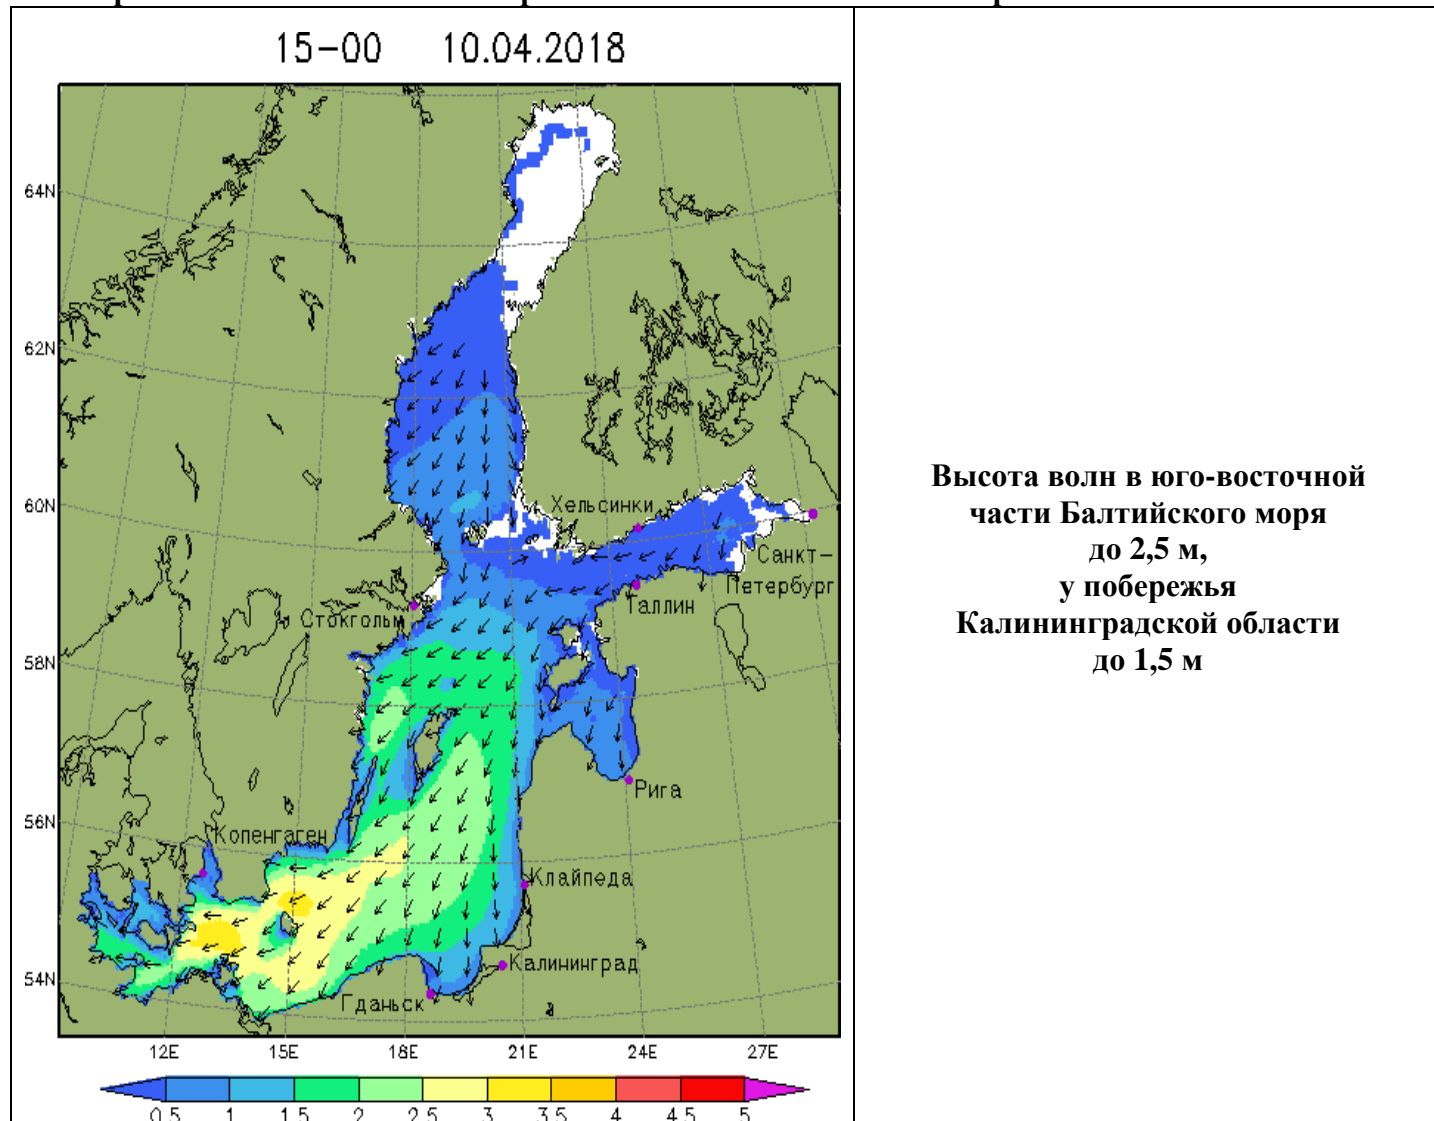 15-00 10.04.2018
64N
62N
60N
58N
56N
54N
Хельсинки
Санкт-
Петербург
Таллин
Стокгольм
Рига
Копенгаген
Клайпеда
Калининград
Гданьск
12E 15E 18E 21E 24E 27E
0.5 1 1.5 2 2.5 3 3.5 4 4.5 5
Высота волн в юго-восточной
части Балтийского моря
до 2,5 м,
у побережья
Калининградской области
до 1,5 м